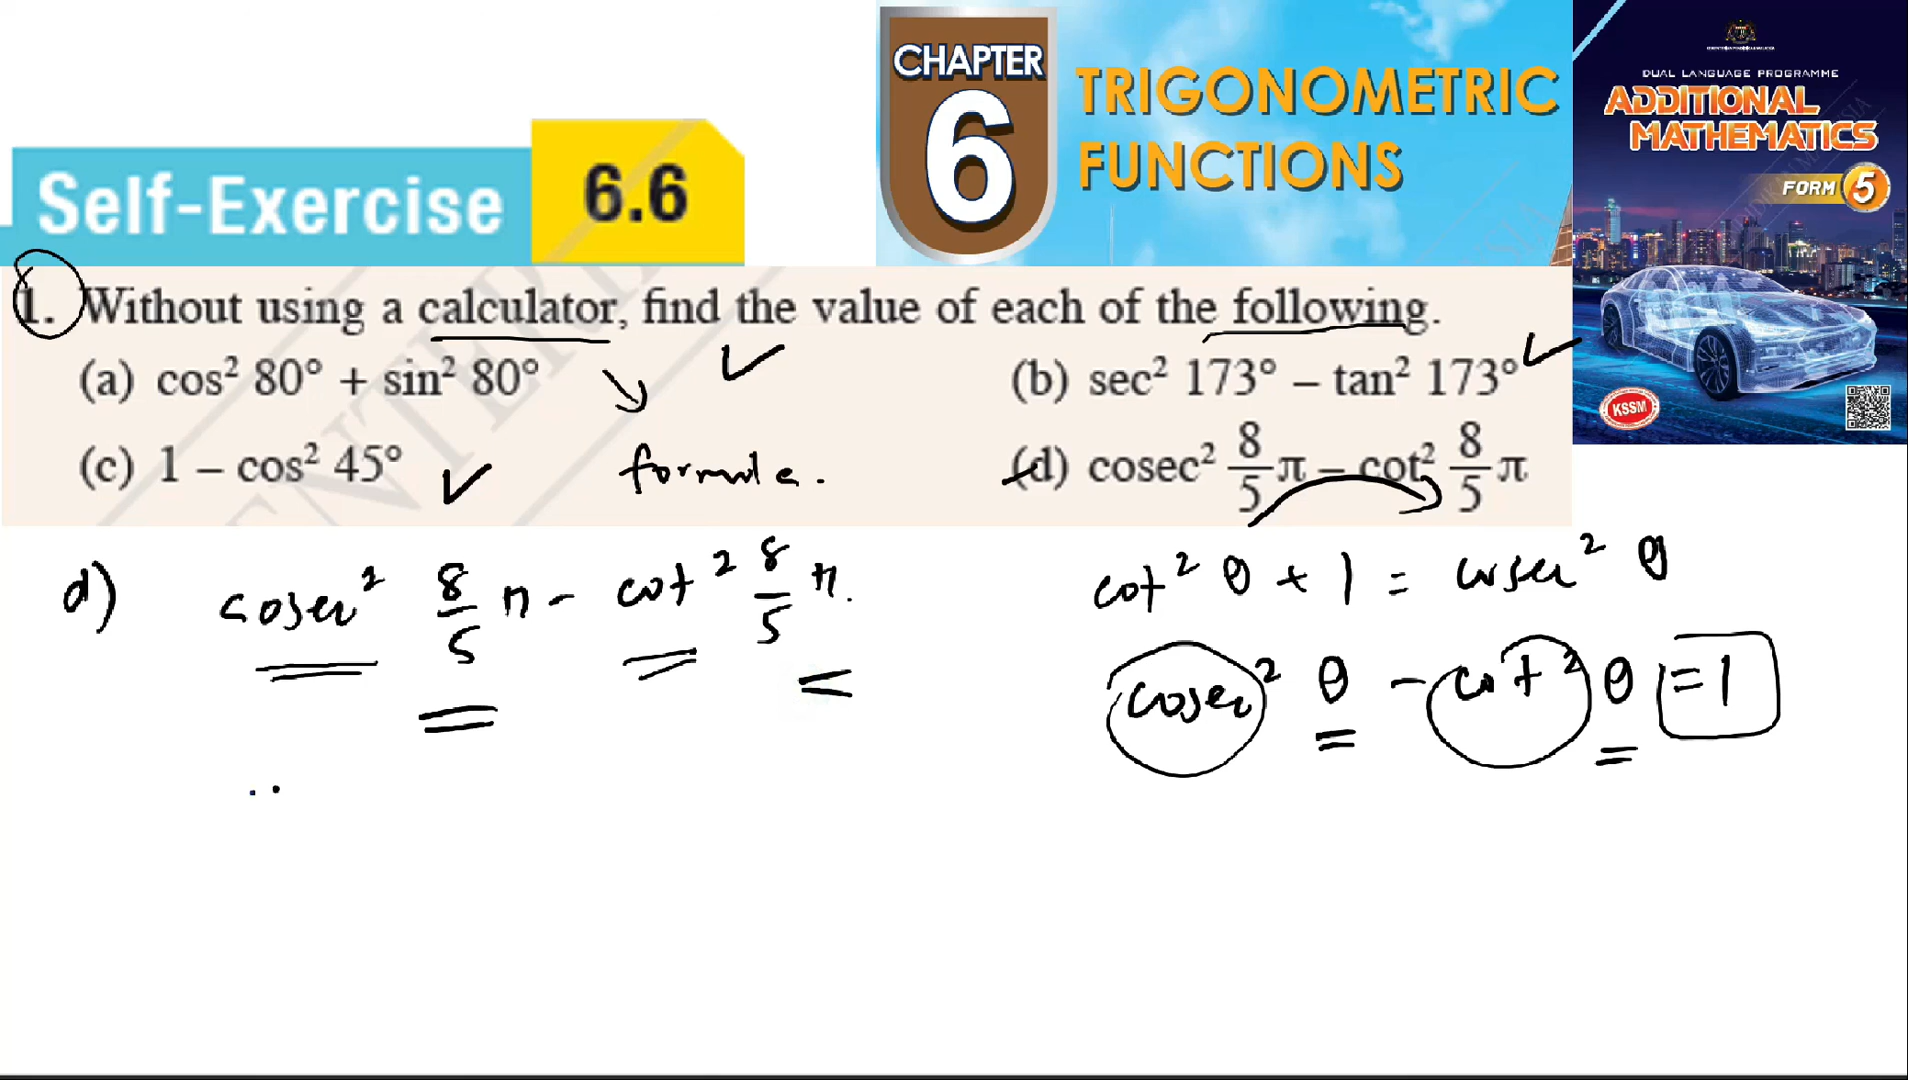 CHAPTER
6
TRIGONOMETRIC
FUNCTIONS
DUAL LANGUAGE PROGRAMME
ADDITIONAL
MATHEMATICS
FORM 5
KSSM
Self-Exercise 6.6
1. Without using a calculator, find the value of each of the following.
(a) cos² 80° + sin² 80° (b) sec² 173° – tan² 173°
(c) 1 – cos² 45° (d) cosec² 8/5 π – cot² 8/5 π
formula.
d) cosec² 8/5 π - cot² 8/5 π.
cot² θ + 1 = cosec² θ
cosec² θ - cot² θ = 1